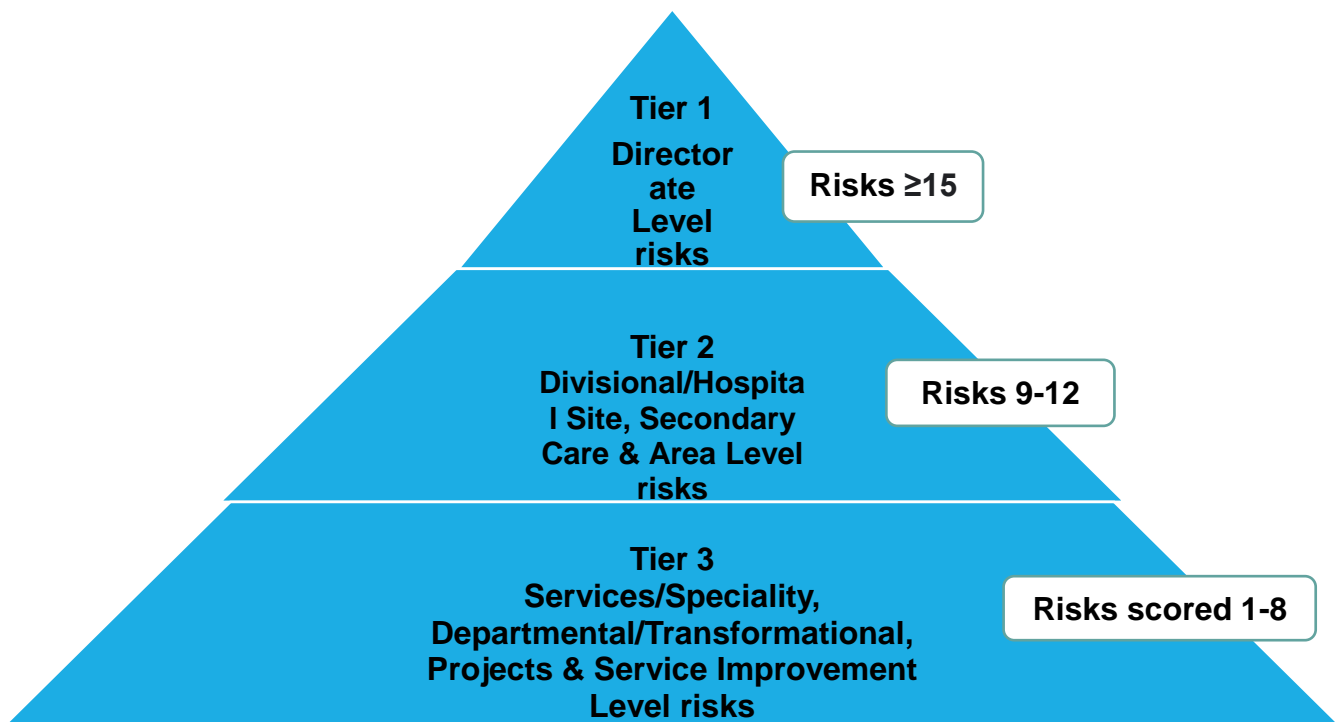 Tier 1
Director
ate
Level
risks
Risks ≥15
Tier 2
Divisional/Hospita
l Site, Secondary
Care & Area Level
risks
Risks 9-12
Tier 3
Services/Speciality,
Departmental/Transformational,
Projects & Service Improvement
Level risks
Risks scored 1-8